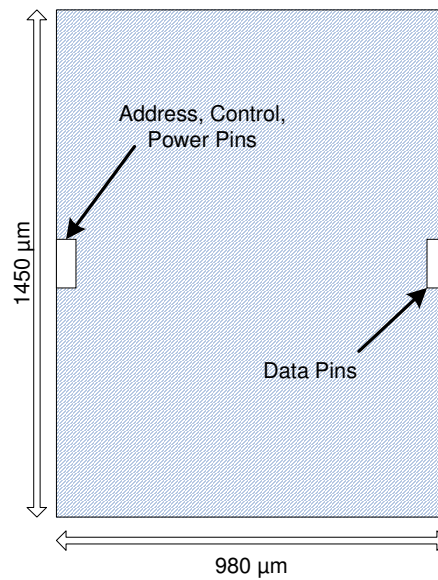 Address, Control,
Power Pins
1450 µm
Data Pins
980 µm